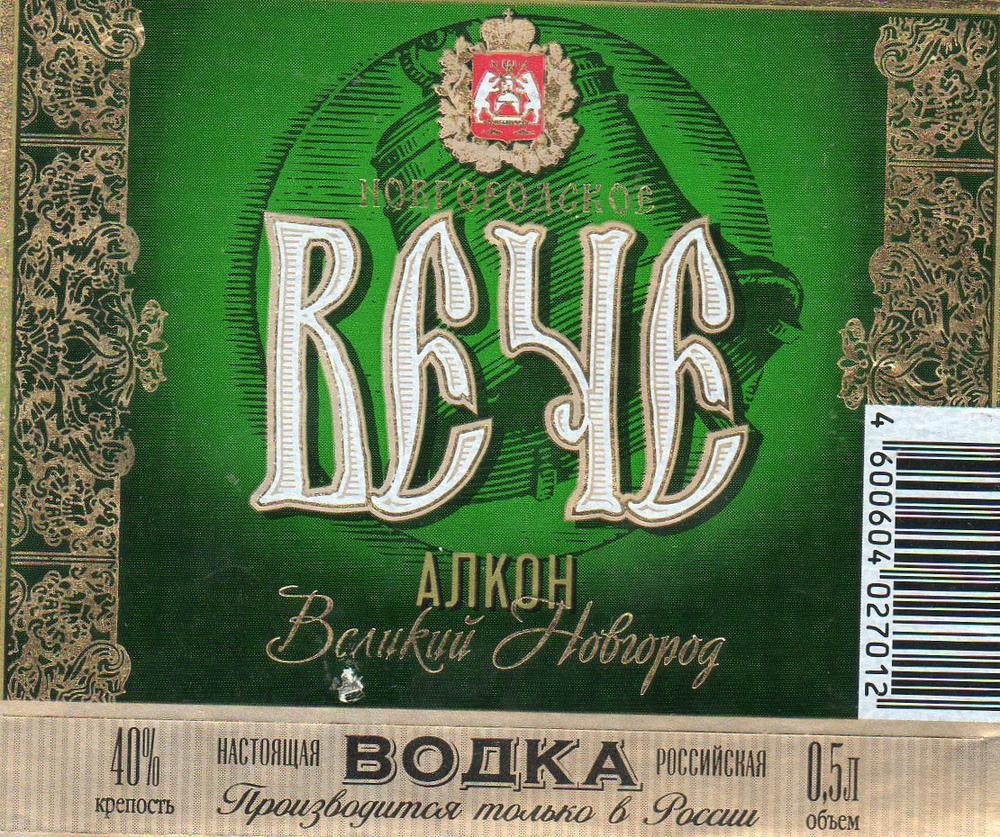 НОВГОРОДСКОЕ
ВЕЧЕ
АЛКОН
Великий Новгород
4 600604 027012
40% НАСТОЯЩАЯ ВОДКА РОССИЙСКАЯ 0,5л
крепость Производится только в России объем